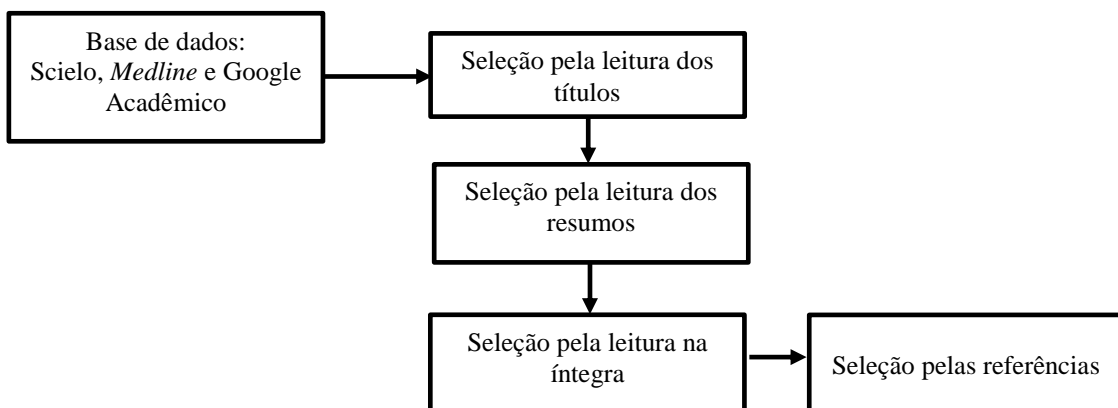 Base de dados:
Scielo, Medline e Google
Acadêmico
Seleção pela leitura dos
títulos
Seleção pela leitura dos
resumos
Seleção pela leitura na
íntegra
Seleção pelas referências